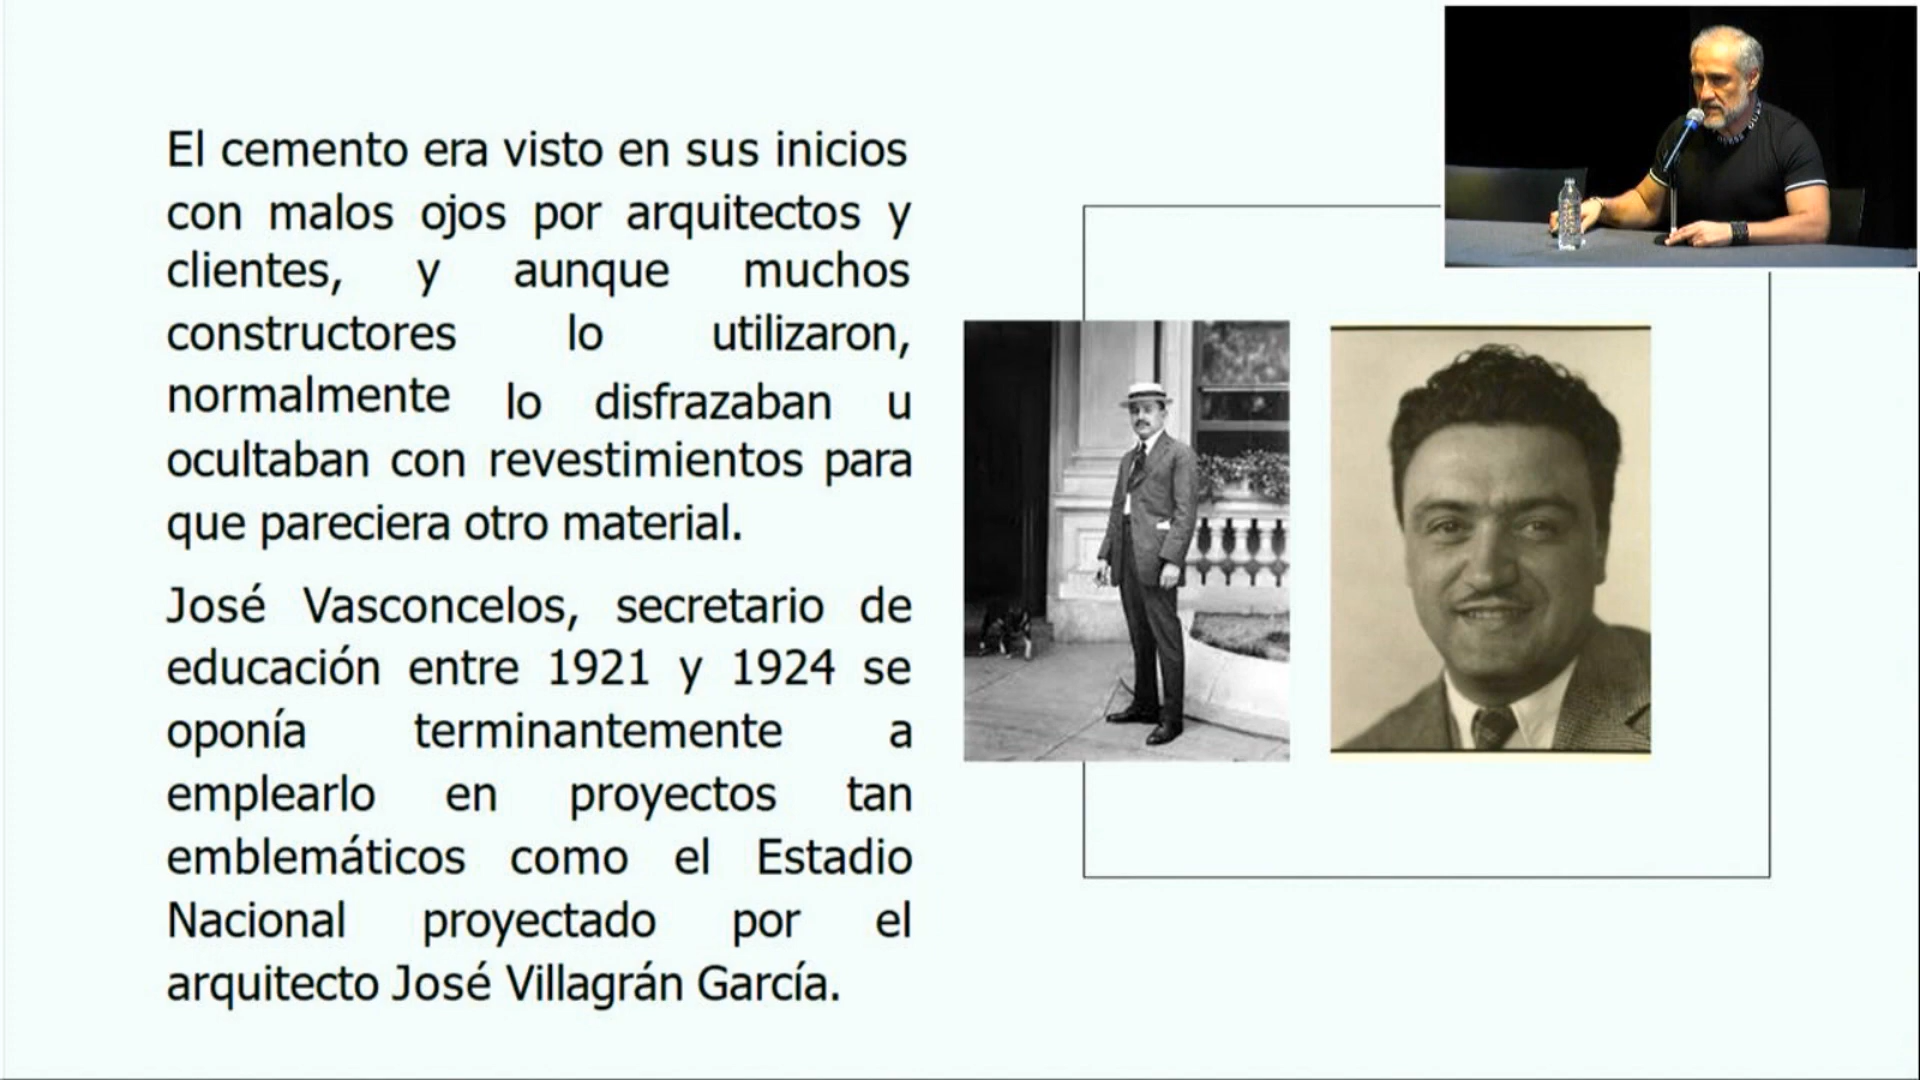 El cemento era visto en sus inicios
con malos ojos por arquitectos y
clientes, y aunque muchos
constructores lo utilizaron,
normalmente lo disfrazaban u
ocultaban con revestimientos para
que pareciera otro material.
José Vasconcelos, secretario de
educación entre 1921 y 1924 se
oponía terminantemente a
emplearlo en proyectos tan
emblemáticos como el Estadio
Nacional proyectado por el
arquitecto José Villagrán García.